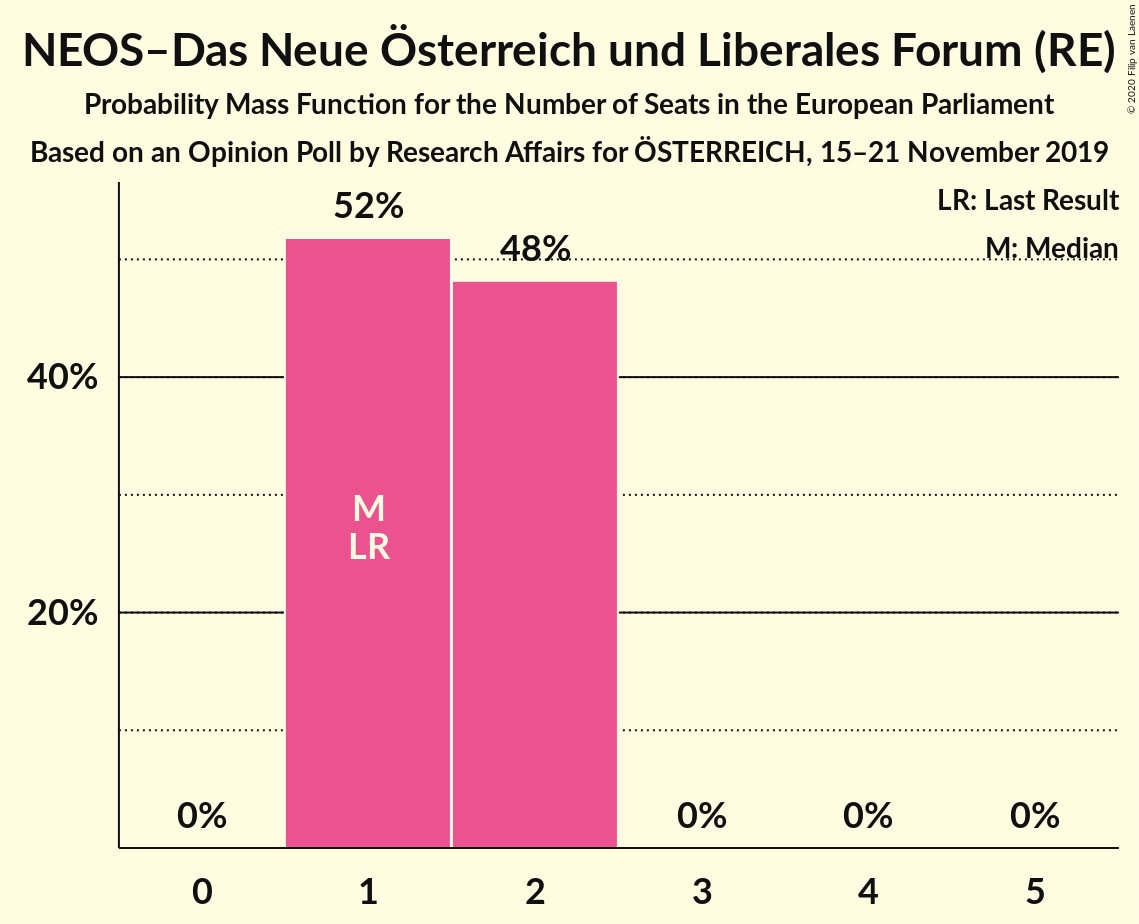 NEOS–Das Neue Österreich und Liberales Forum (RE)
Probability Mass Function for the Number of Seats in the European Parliament
Based on an Opinion Poll by Research Affairs for ÖSTERREICH, 15–21 November 2019
LR: Last Result
M: Median
52%
48%
40%
20%
M
LR
0%
0%
0%
0%
0
1
2
3
4
5
© 2020 Filip van Laenen